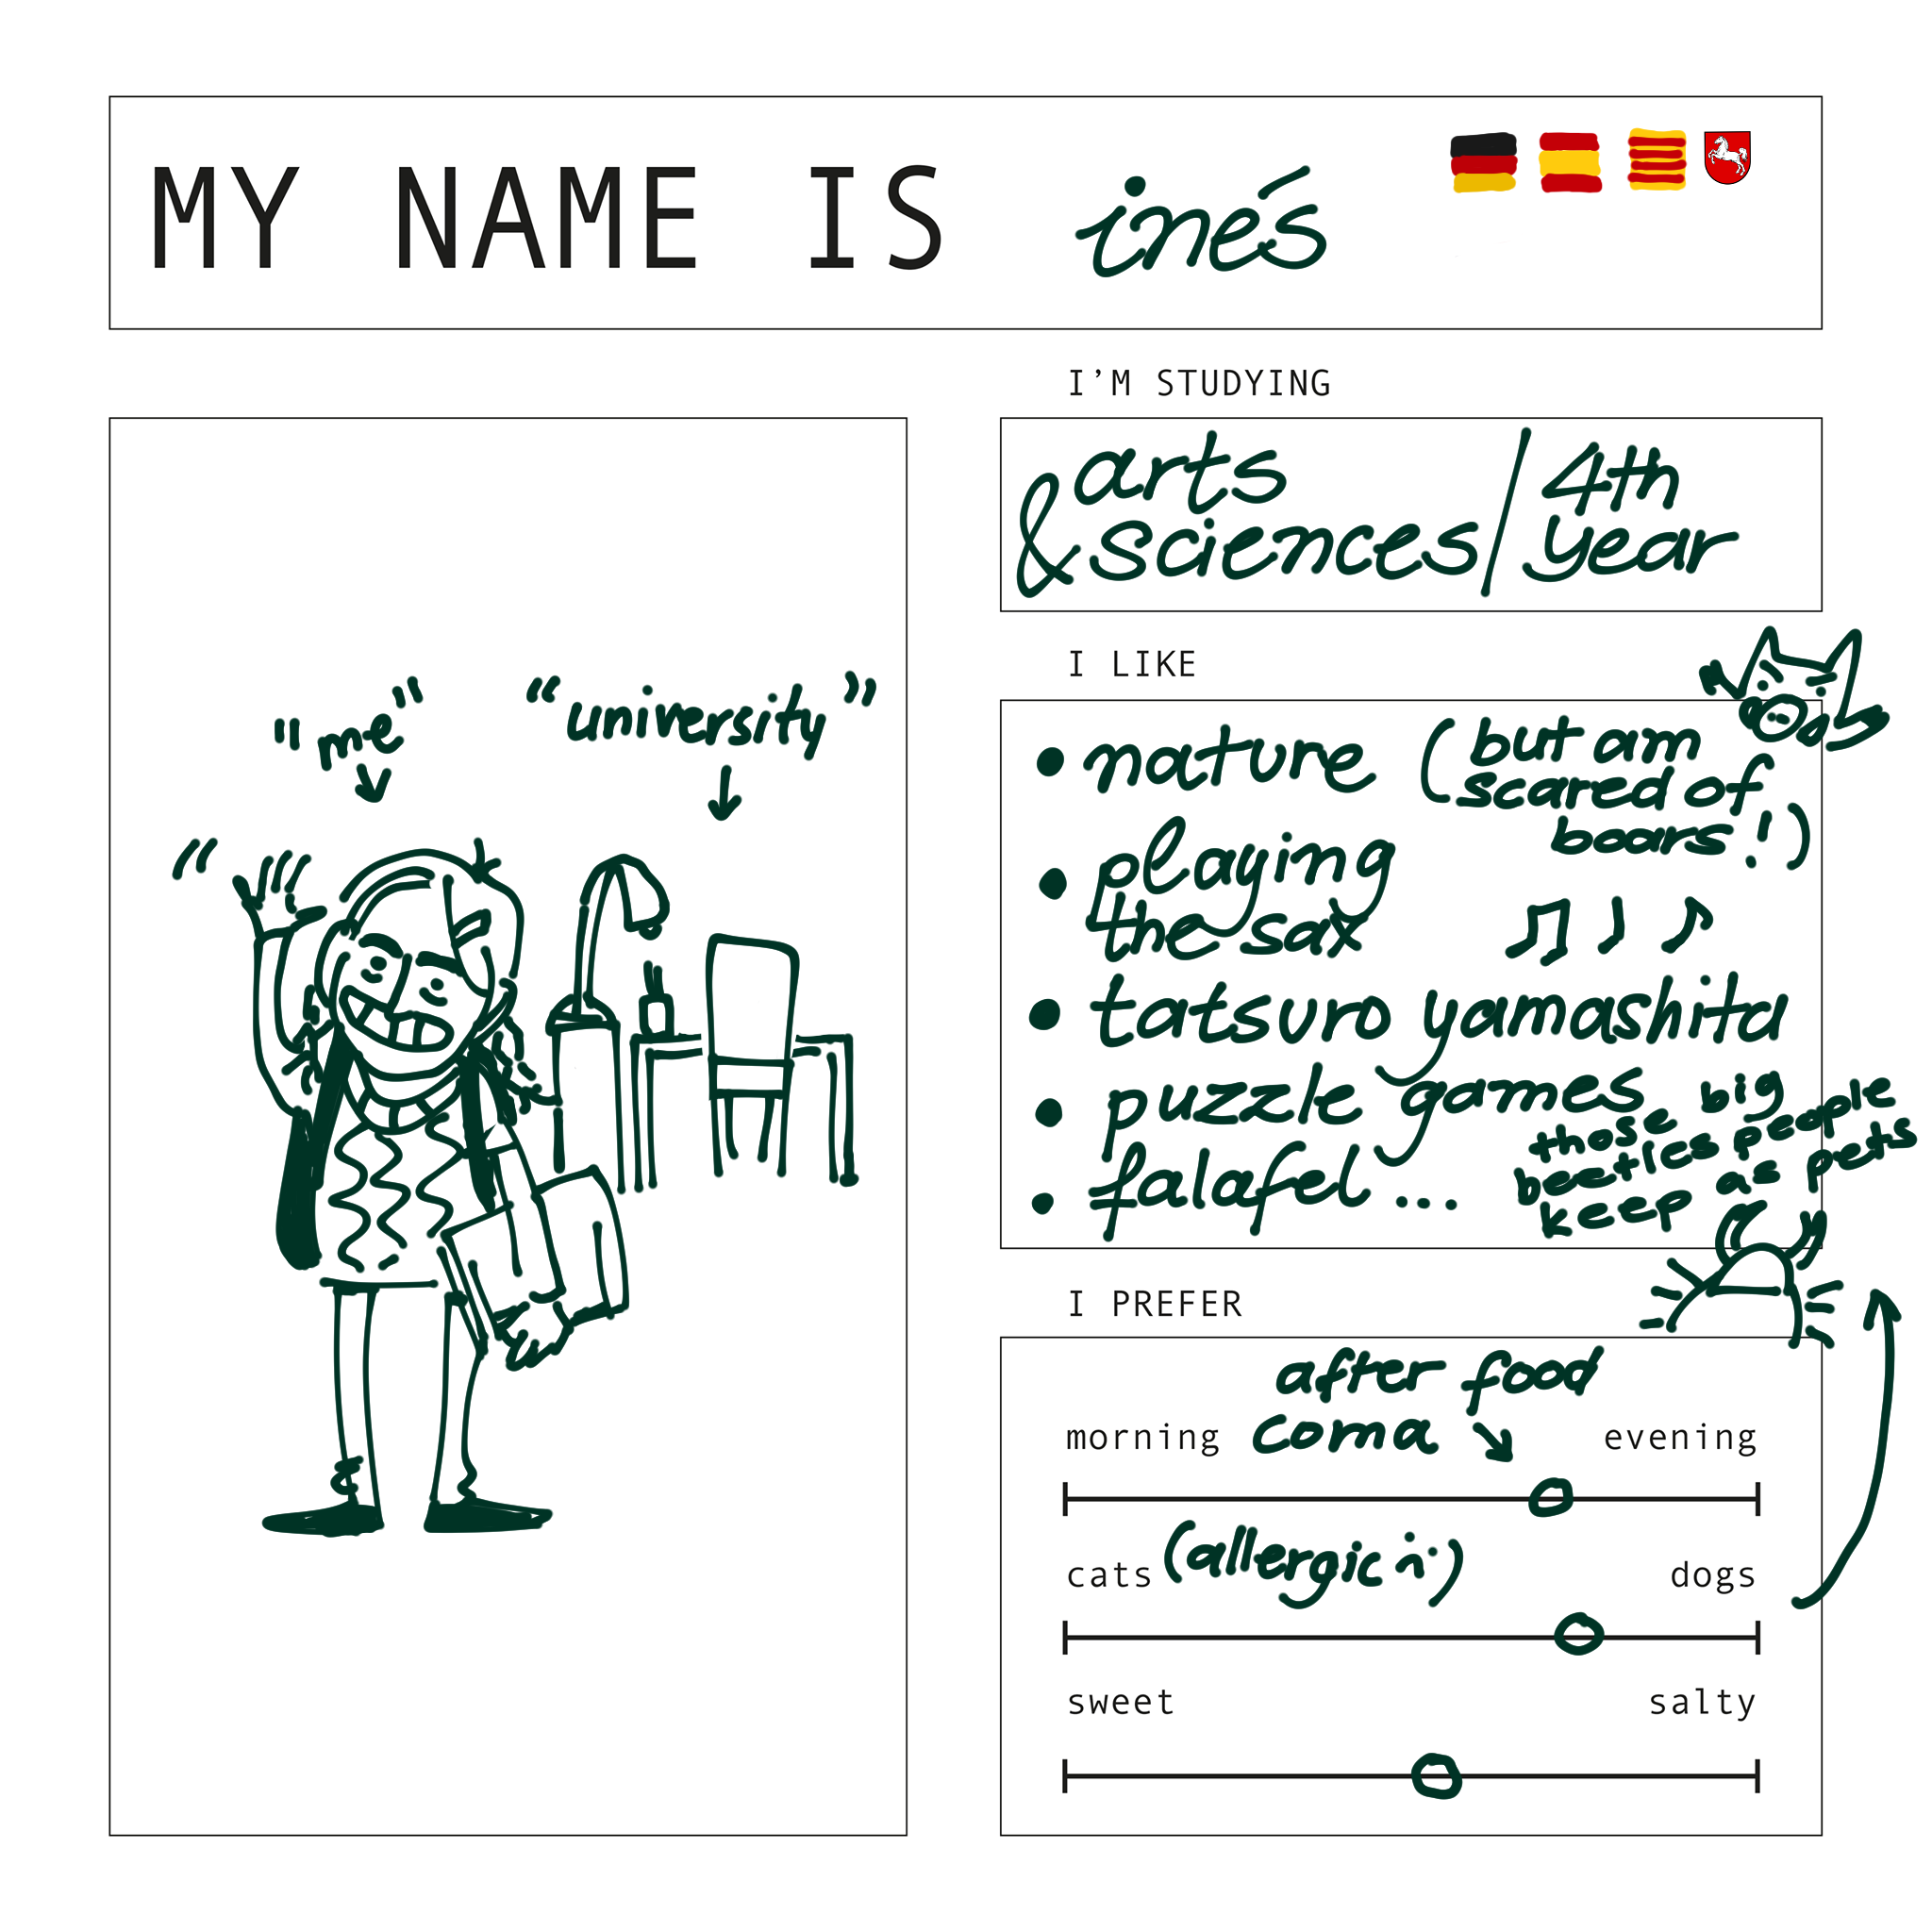 MY NAME IS inés
"me"
"university"
I'M STUDYING
arts
& sciences / 4th year
I LIKE
• nature (but am
scared of
boars!)
• playing
the sax
• tatsuro yamashita
• puzzle games
• falafel ...
those big
beetles people
keep as pets
I PREFER
after food
coma
morning evening
cats (allergic :) dogs
sweet salty